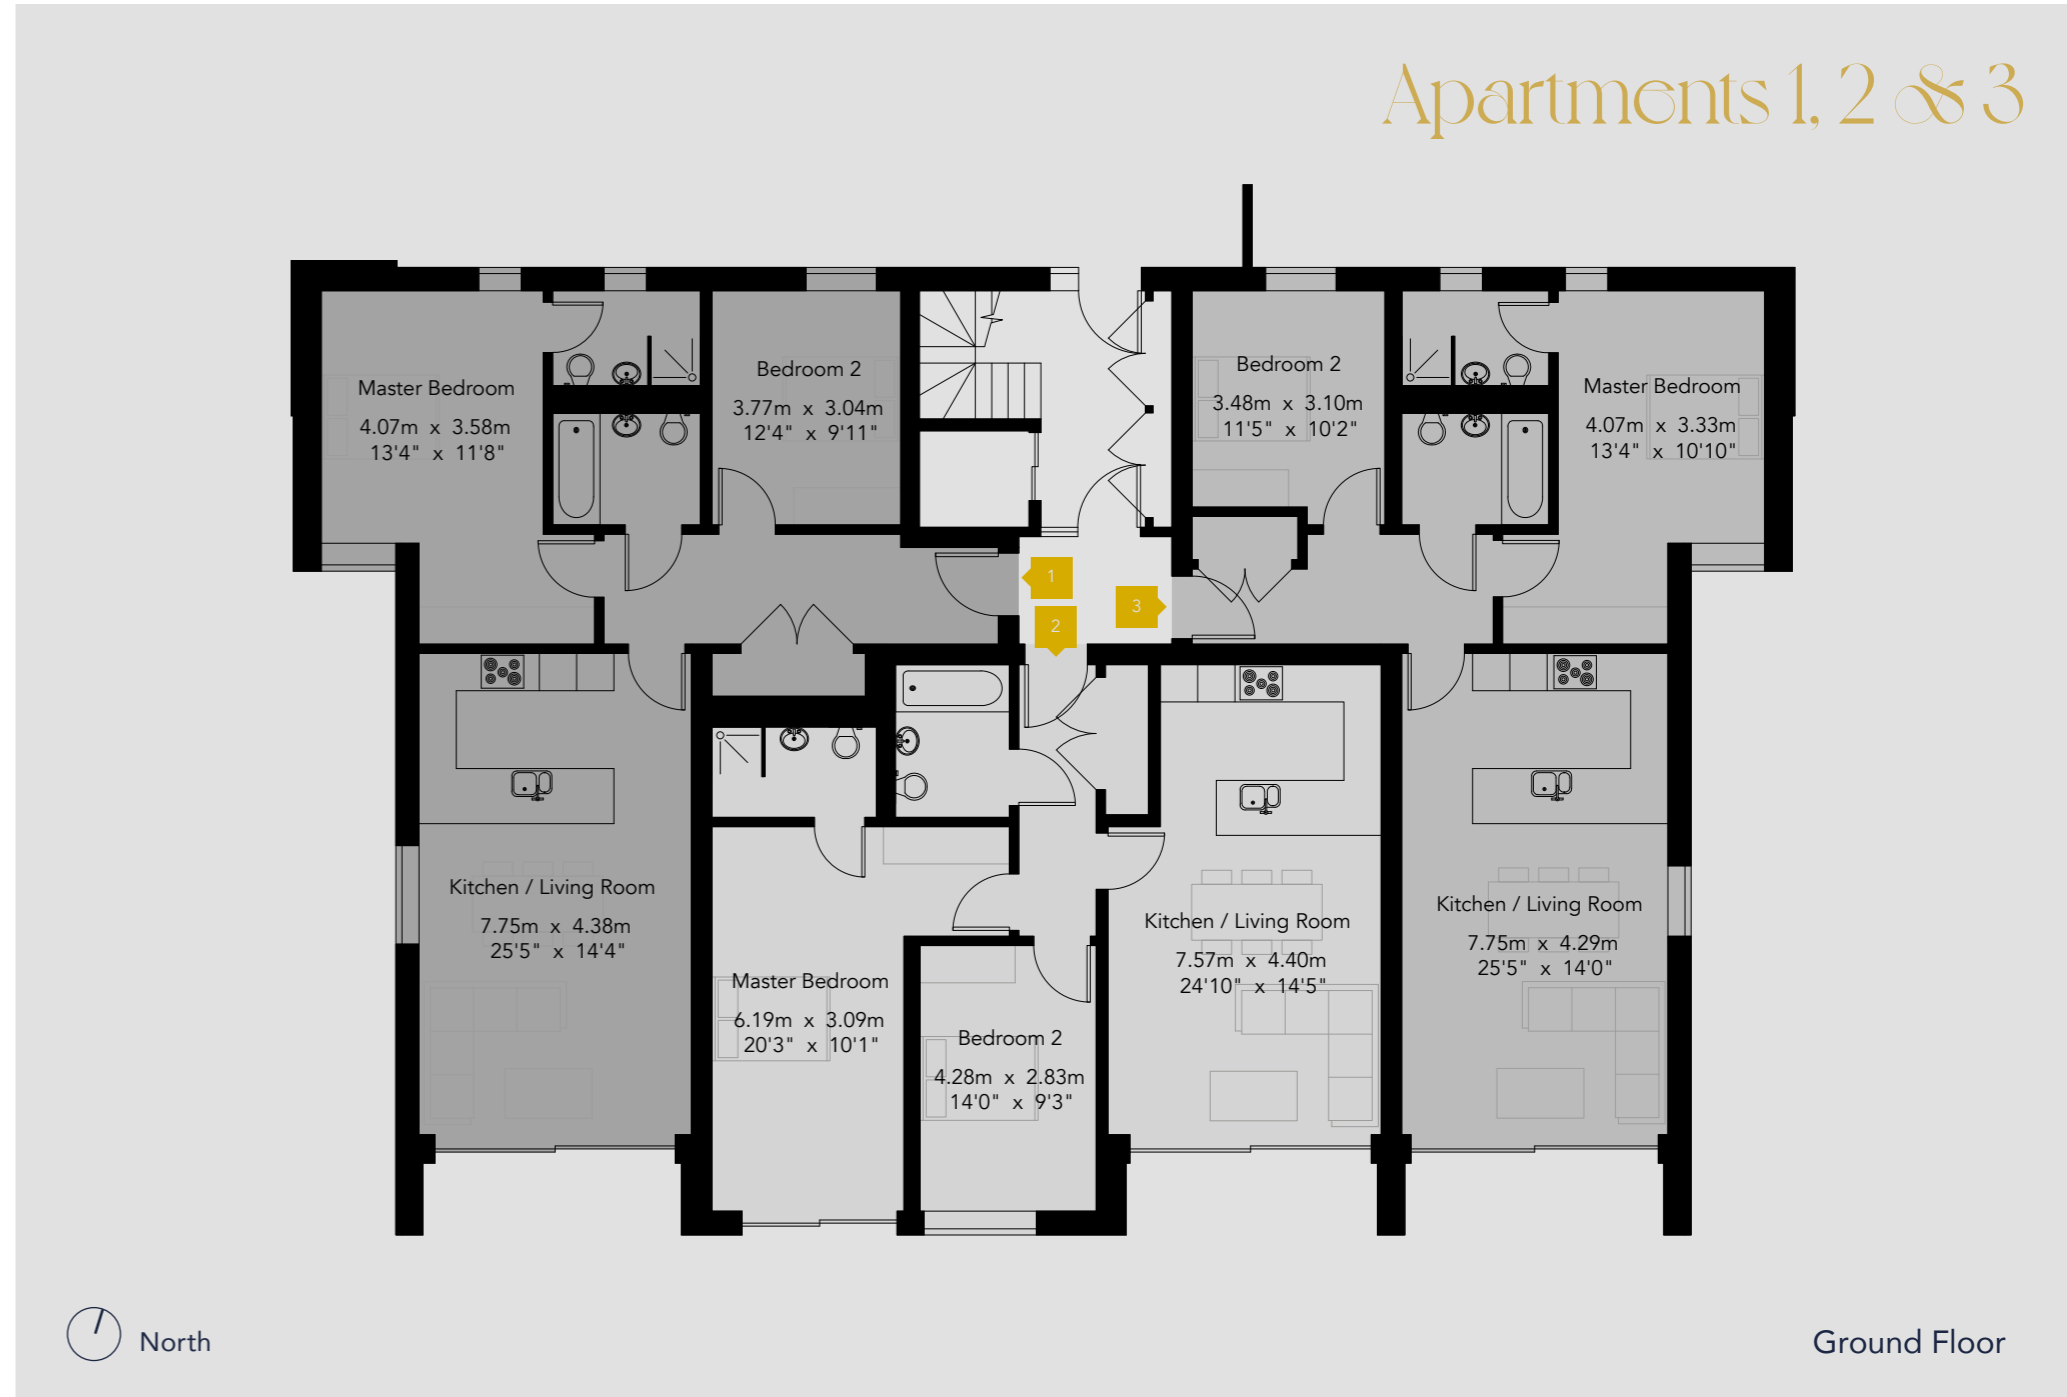 Apartments 1, 2 & 3
Master Bedroom
4.07m x 3.58m
13'4" x 11'8"
Bedroom 2
3.77m x 3.04m
12'4" x 9'11"
Bedroom 2
3.48m x 3.10m
11'5" x 10'2"
Master Bedroom
4.07m x 3.33m
13'4" x 10'10"
1
2
3
Kitchen / Living Room
7.75m x 4.38m
25'5" x 14'4"
Master Bedroom
6.19m x 3.09m
20'3" x 10'1"
Bedroom 2
4.28m x 2.83m
14'0" x 9'3"
Kitchen / Living Room
7.57m x 4.40m
24'10" x 14'5"
Kitchen / Living Room
7.75m x 4.29m
25'5" x 14'0"
North
Ground Floor